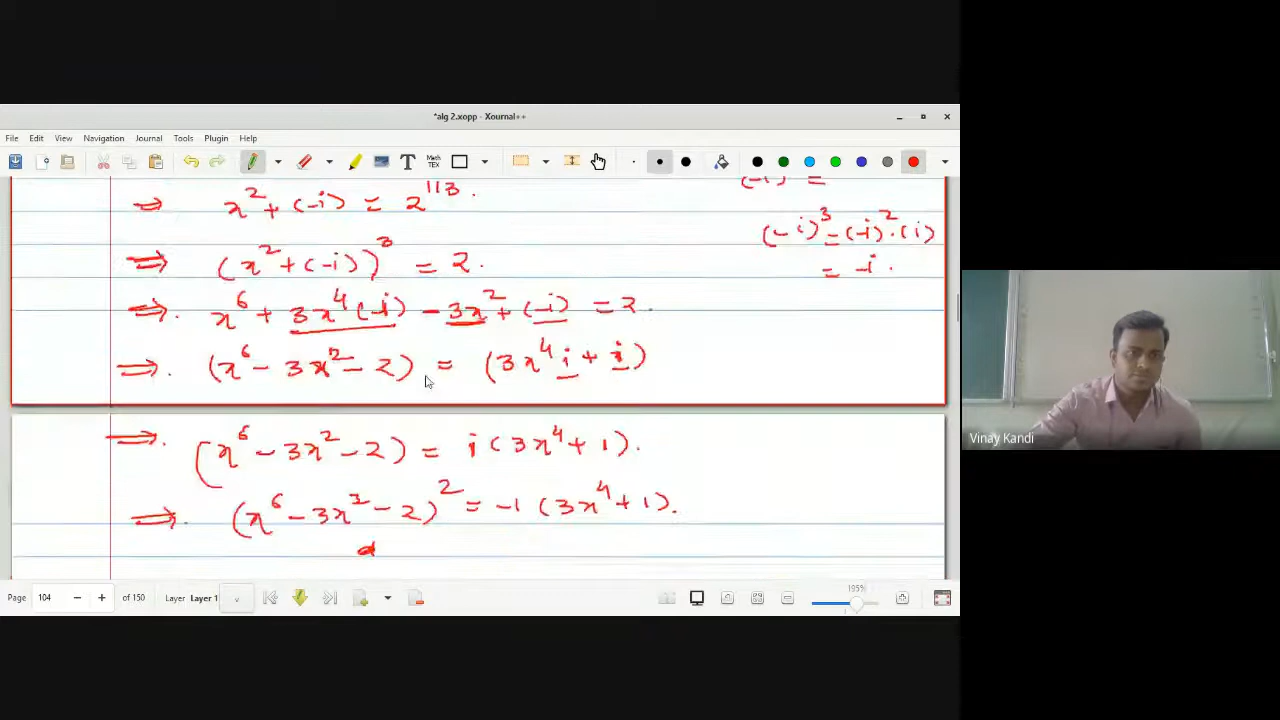 *alg 2.xopp - Xournal++
File Edit View Navigation Journal Tools Plugin Help
⇒ x² + (-i) = 2^{1/3}.
(-i) =
(-i)³ = (-i)²·(i)
= -i.
⇒ (x² + (-i))³ = 2.
⇒. x⁶ + 3x⁴(-i) - 3x² + (-i) = 2.
⇒. (x⁶ - 3x² - 2) = (3x⁴i + i)
⇒. (x⁶ - 3x² - 2) = i(3x⁴ + 1).
⇒. (x⁶ - 3x² - 2)² = -1(3x⁴ + 1).
Vinay Kandi
Page 104 of 150 Layer Layer 1 195%